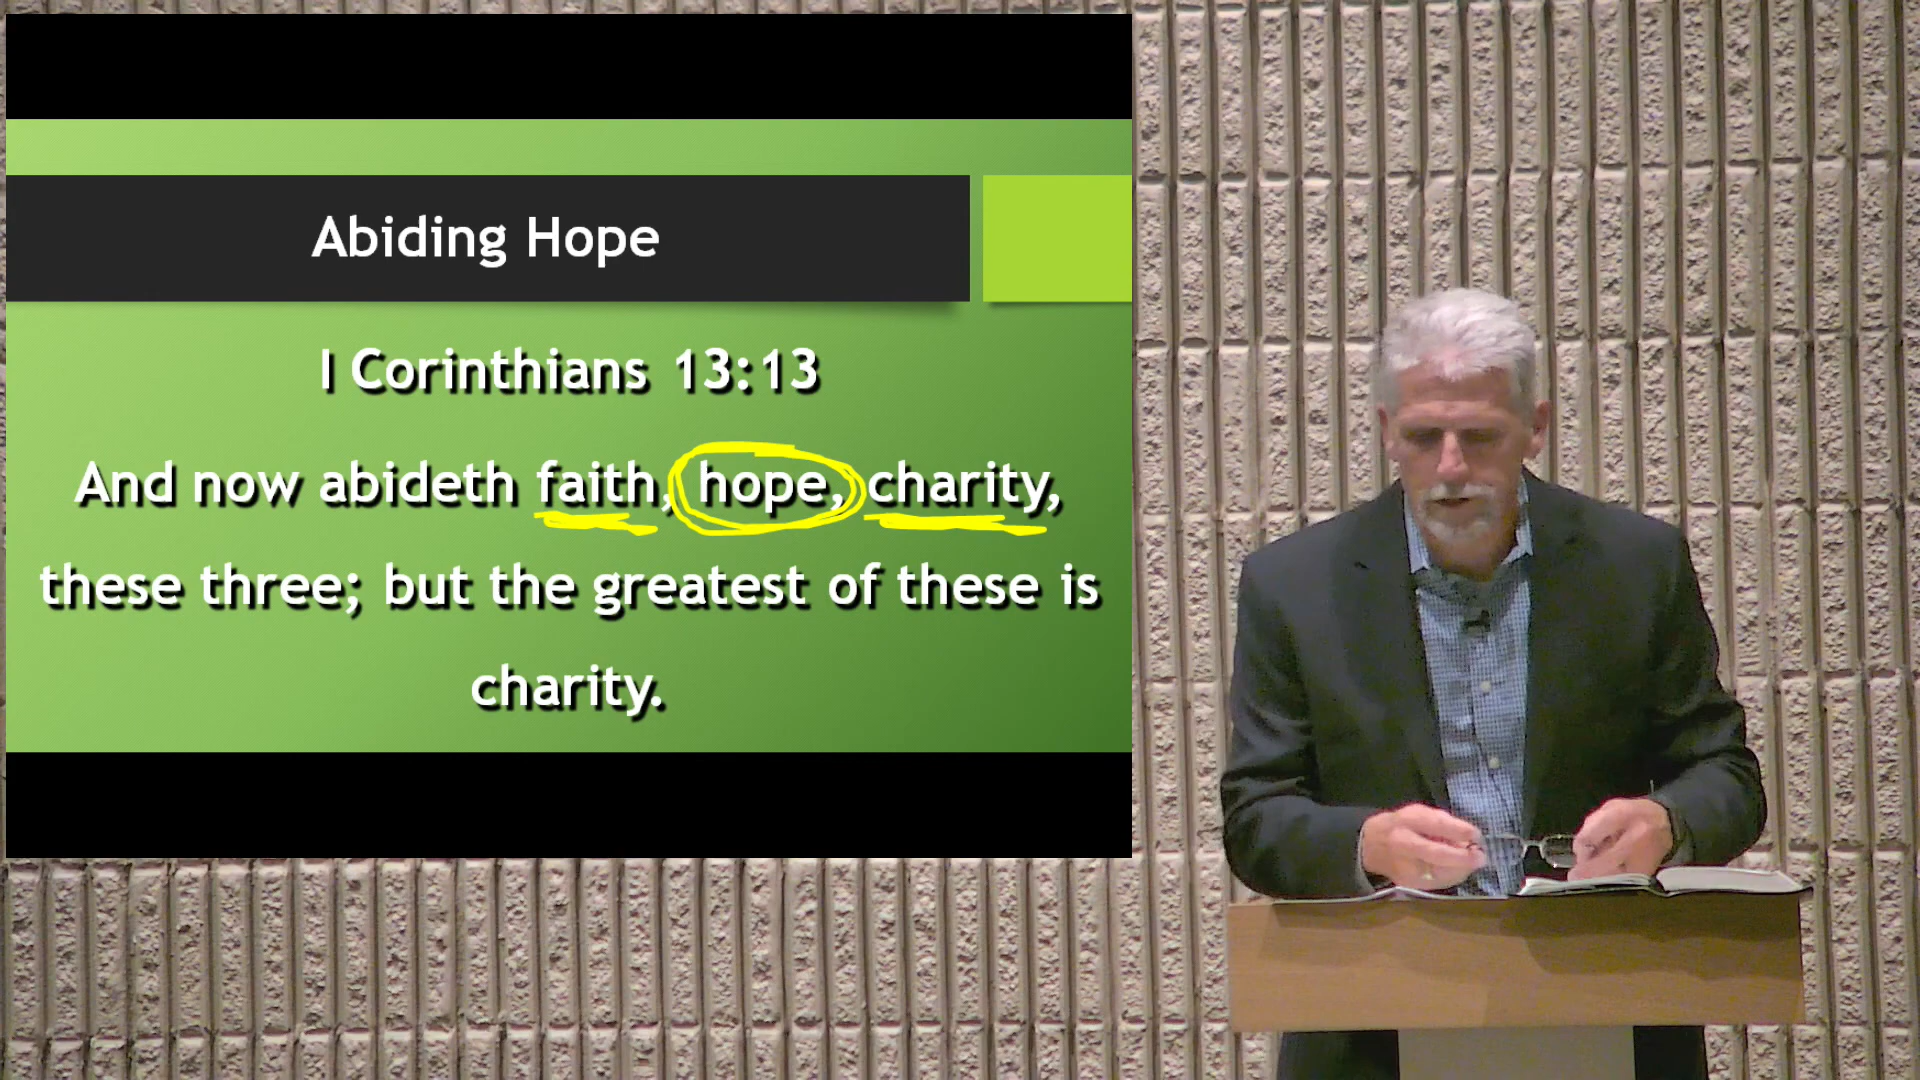 Abiding Hope
I Corinthians 13:13
And now abideth faith, hope, charity,
these three; but the greatest of these is
charity.